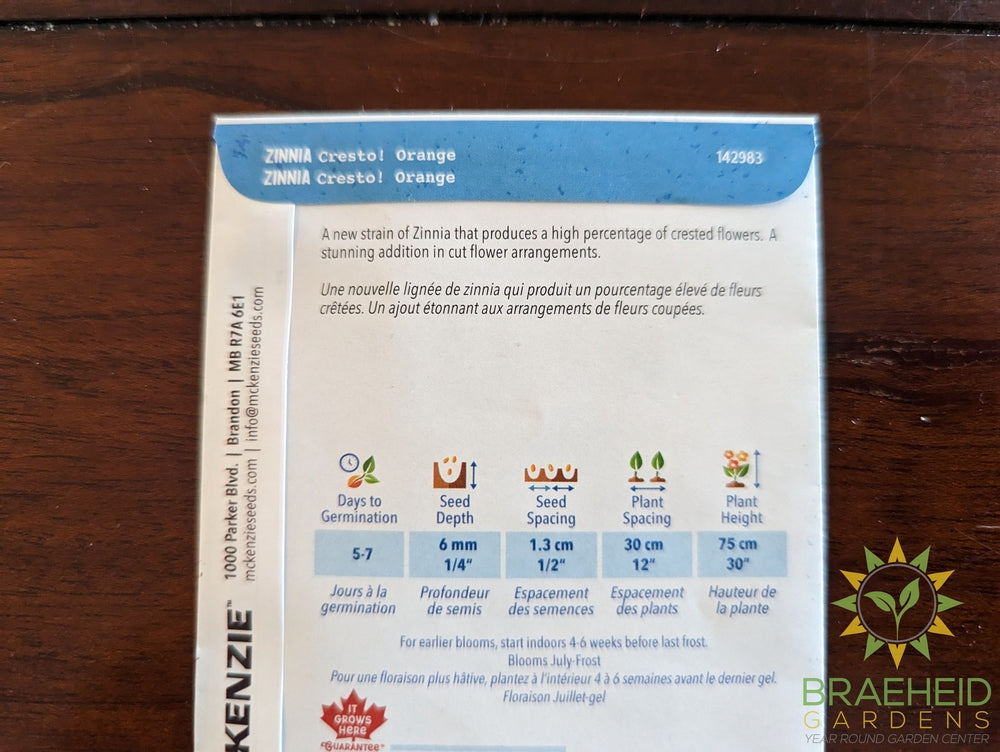 ZINNIA Cresto! Orange
142983
ZINNIA Cresto! Orange
A new strain of Zinnia that produces a high percentage of crested flowers. A
stunning addition in cut flower arrangements.
Une nouvelle lignée de zinnia qui produit un pourcentage élevé de fleurs
crêtées. Un ajout étonnant aux arrangements de fleurs coupées.
1000 Parker Blvd. | Brandon | MB R7A 6E1
mckenzieseeds.com | info@mckenzieseeds.com
KENZIE™
Days to
Germination
Seed
Depth
Seed
Spacing
Plant
Spacing
Plant
Height
5-7
6 mm
1/4"
1.3 cm
1/2"
30 cm
12"
75 cm
30"
Jours à la
germination
Profondeur
de semis
Espacement
des semences
Espacement
des plants
Hauteur de
la plante
For earlier blooms, start indoors 4-6 weeks before last frost.
Blooms July-Frost
Pour une floraison plus hâtive, plantez à l'intérieur 4 à 6 semaines avant le dernier gel.
Floraison Juillet-gel
IT
GROWS
HERE
GUARANTEE™
BRAEHEID
GARDENS
YEAR ROUND GARDEN CENTER